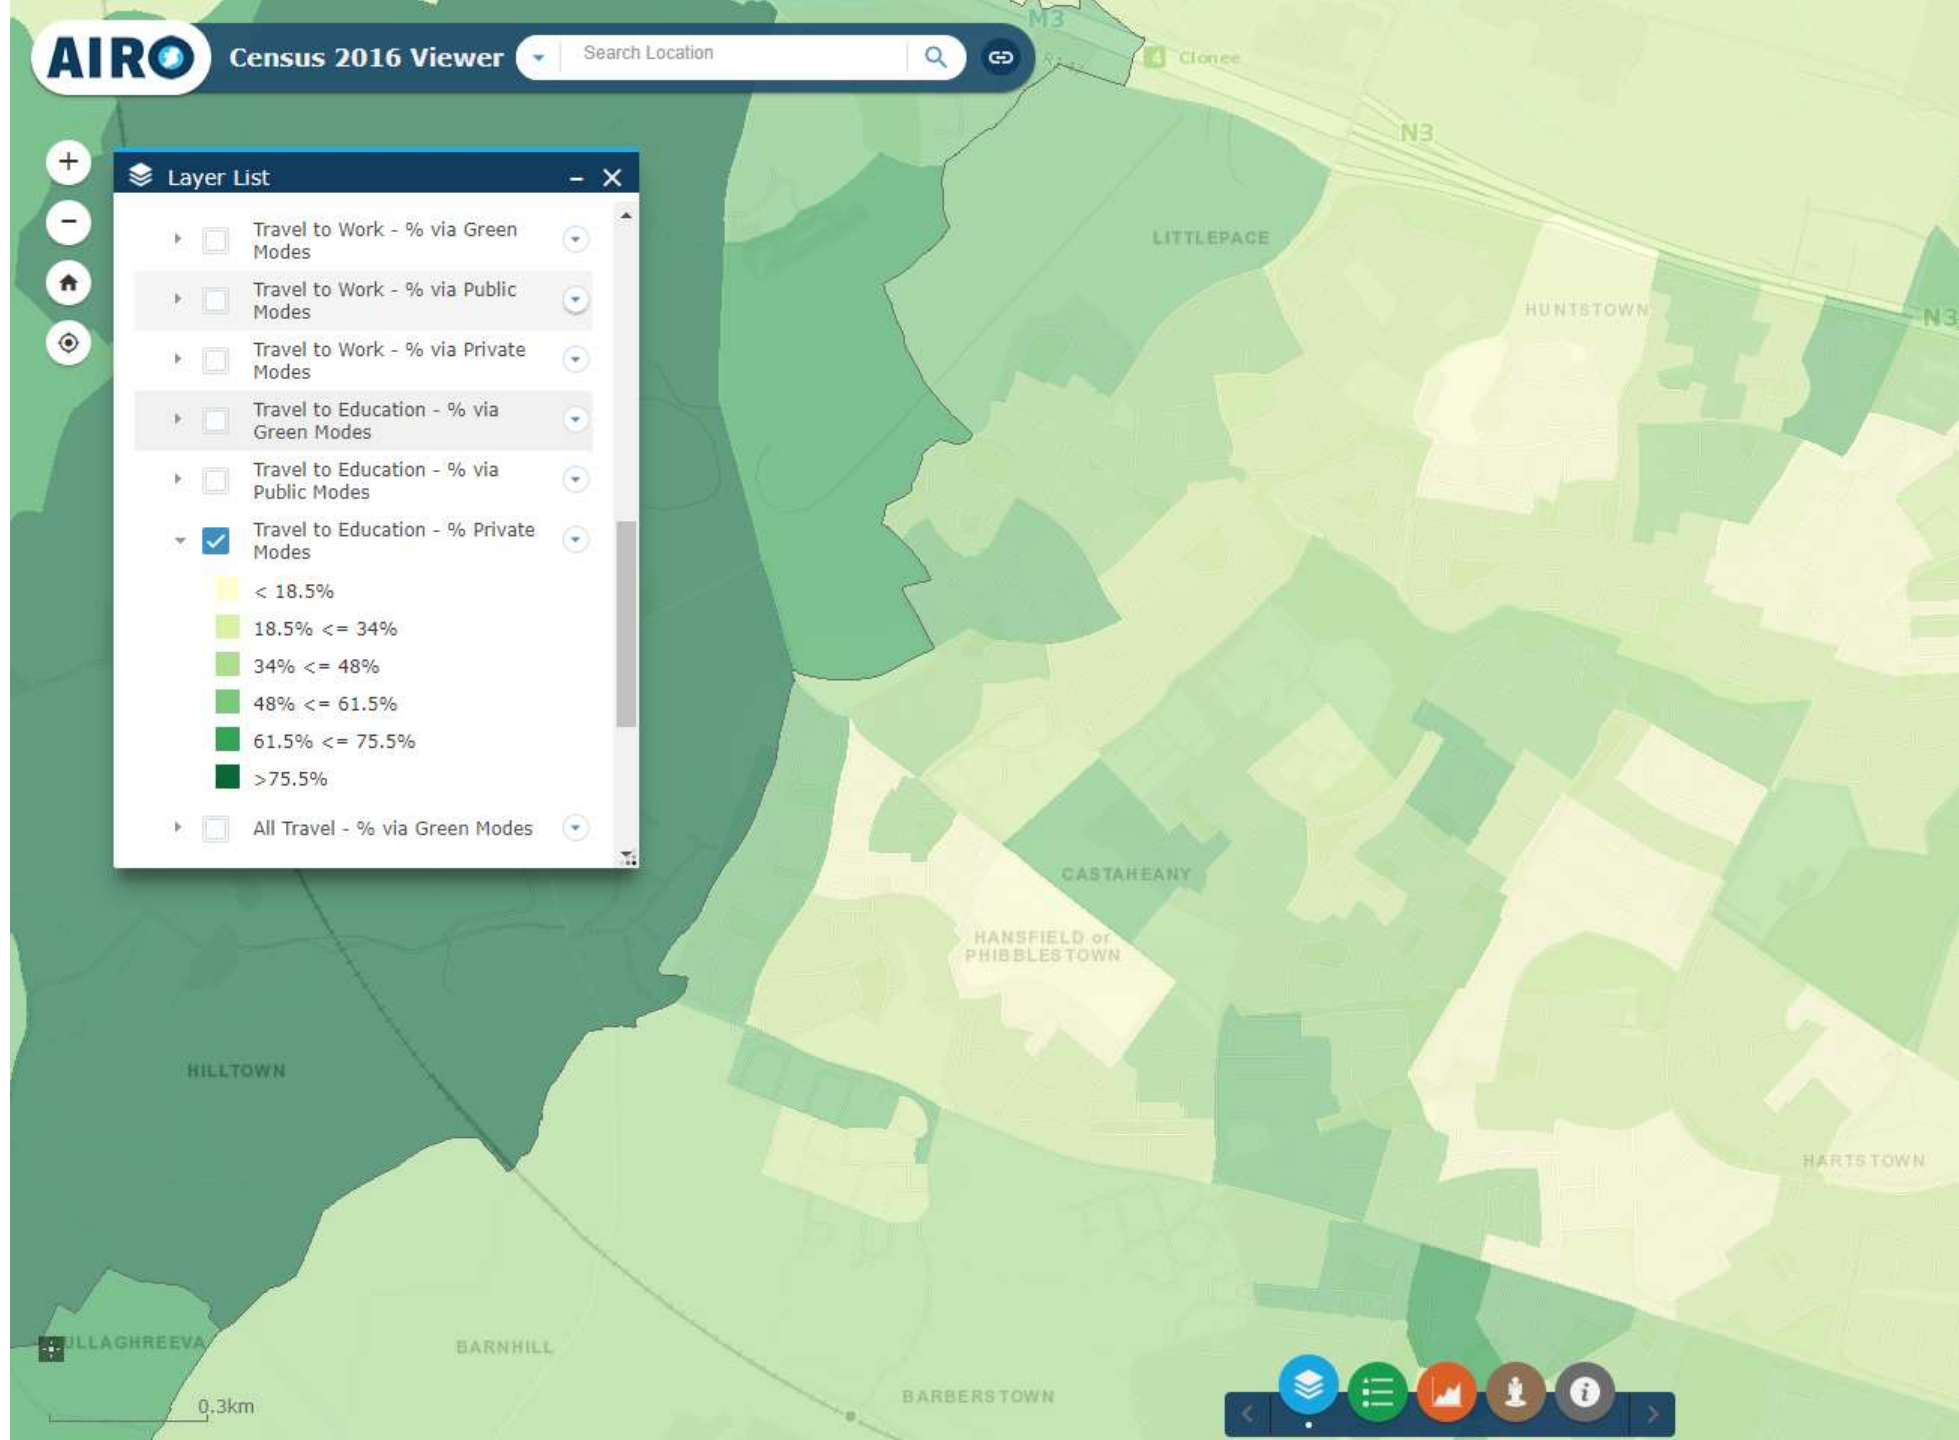 AIRO
Census 2016 Viewer
Search Location
M3
4 Clonee
N3
LITTLEPACE
HUNTSTOWN
N3
Layer List
Travel to Work - % via Green
Modes
Travel to Work - % via Public
Modes
Travel to Work - % via Private
Modes
Travel to Education - % via
Green Modes
Travel to Education - % via
Public Modes
Travel to Education - % Private
Modes
< 18.5%
18.5% <= 34%
34% <= 48%
48% <= 61.5%
61.5% <= 75.5%
>75.5%
All Travel - % via Green Modes
CASTAHEANY
HANSFIELD or
PHIBBLESTOWN
HILLTOWN
HARTSTOWN
ULLAGHREEVA
BARNHILL
BARBERSTOWN
0.3km